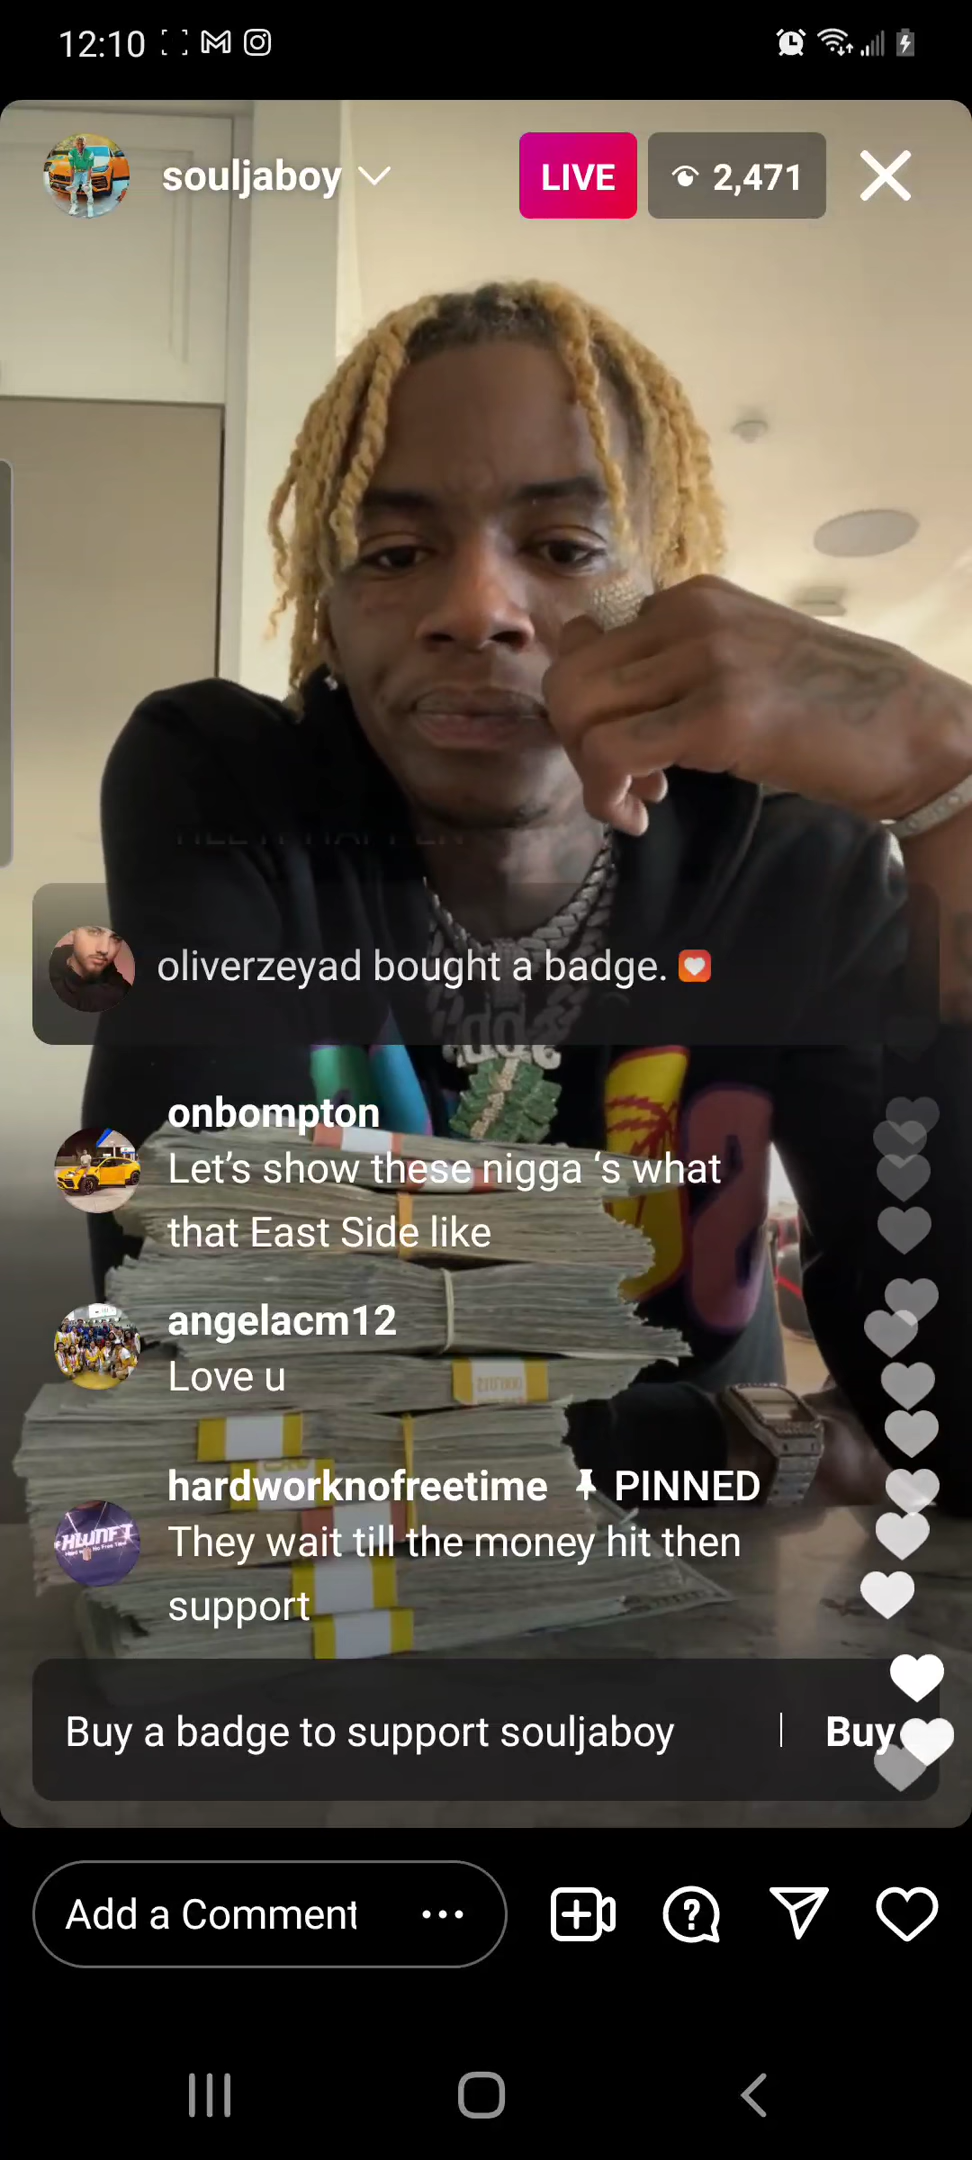 12:10
souljaboy
LIVE
2,471
oliverzeyad bought a badge.
onbompton
Let’s show these nigga ‘s what
that East Side like
angelacm12
Love u
hardworknofreetime PINNED
They wait till the money hit then
support
Buy a badge to support souljaboy | Buy
Add a Comment